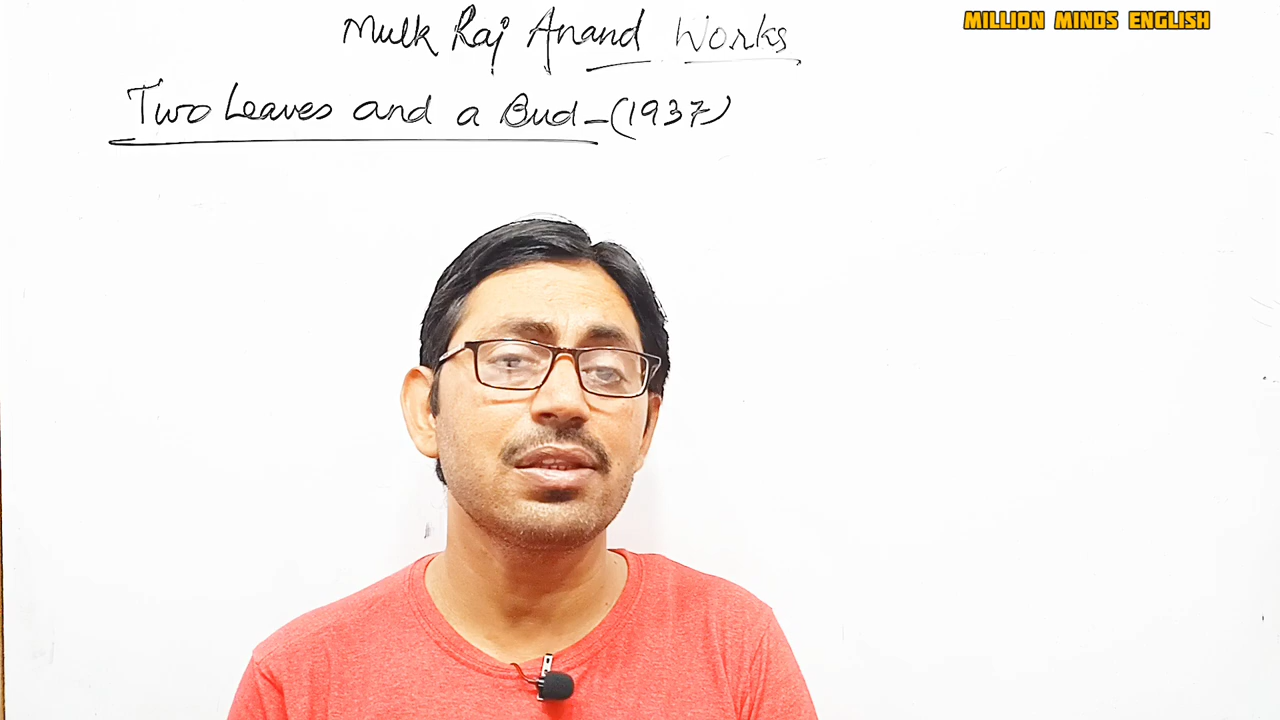 Mulk Raj Anand Works
MILLION MINDS ENGLISH
Two Leaves and a Bud - (1937)